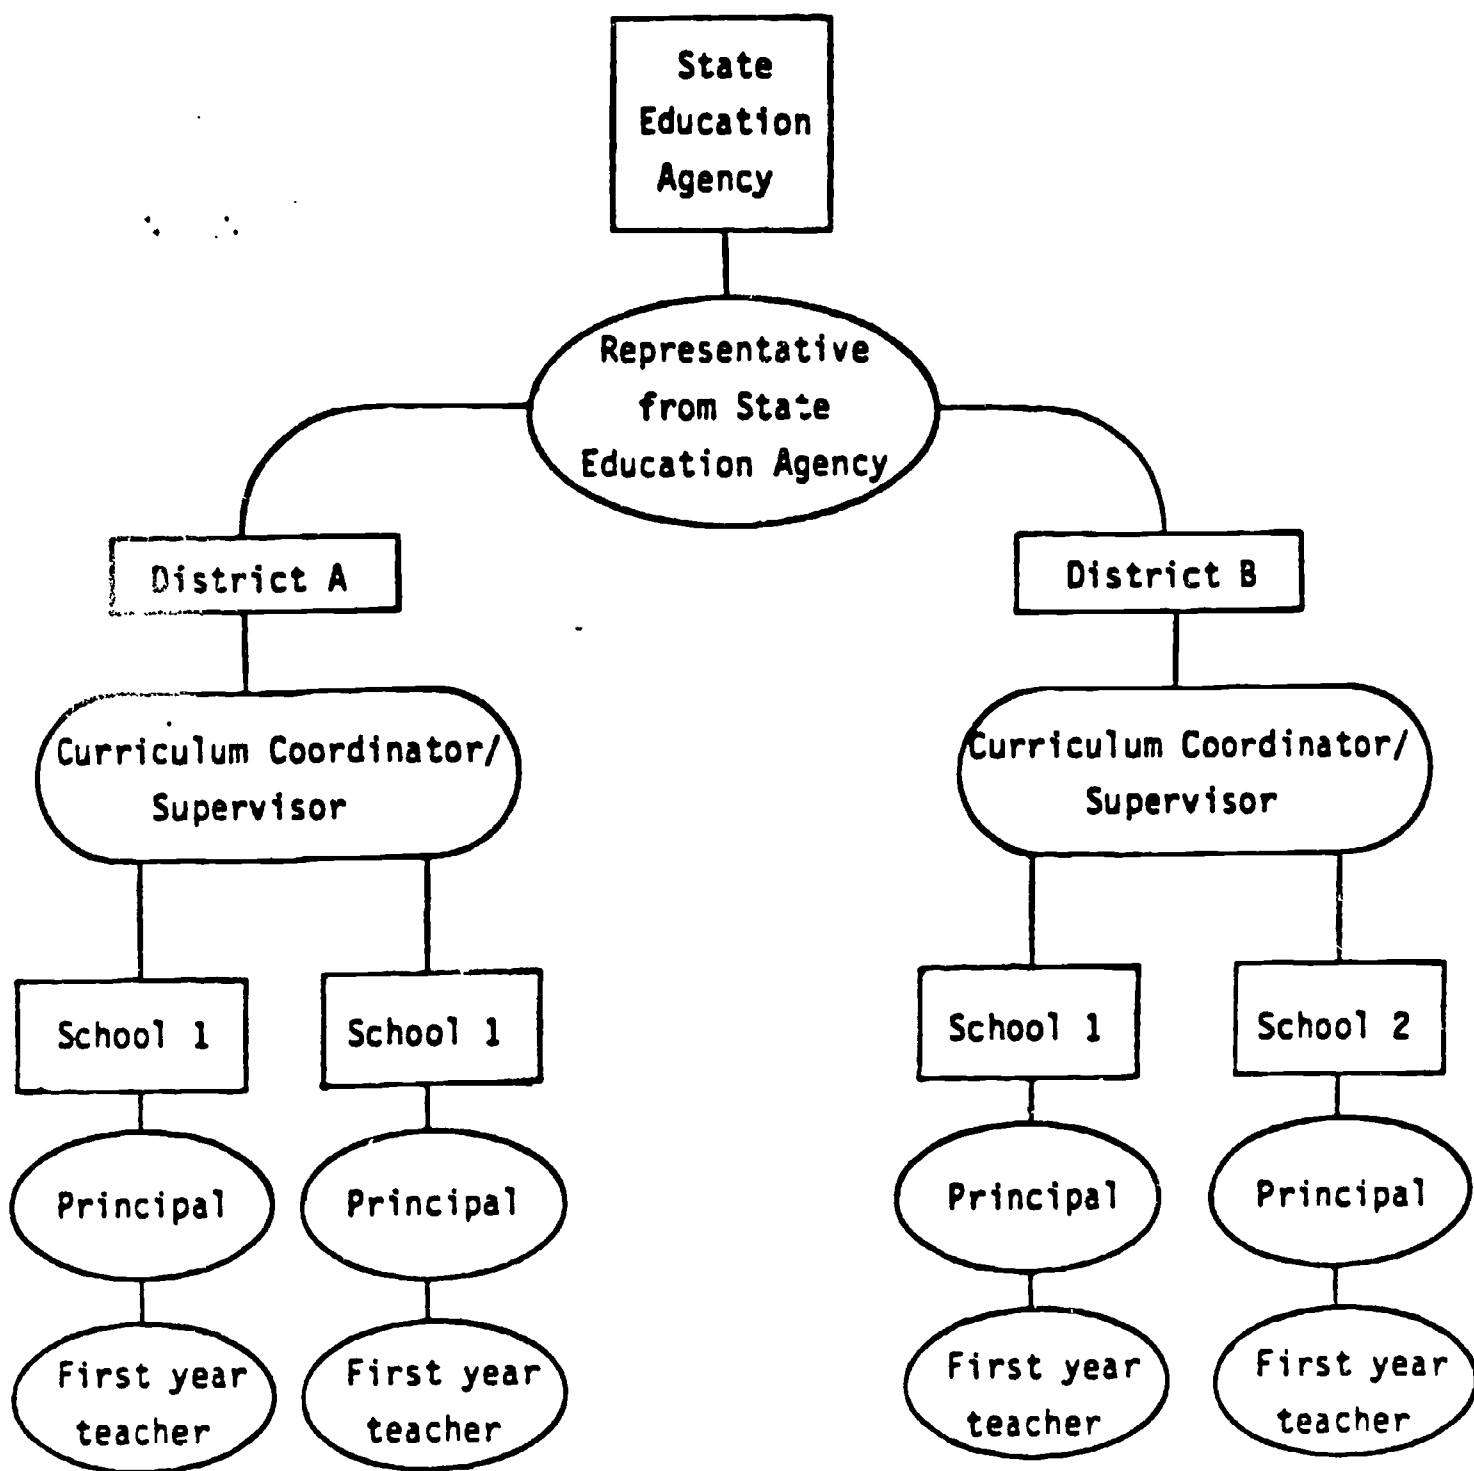 State
Education
Agency
Representative
from State
Education Agency
District A
District B
Curriculum Coordinator/
Supervisor
Curriculum Coordinator/
Supervisor
School 1
School 1
School 1
School 2
Principal
Principal
Principal
Principal
First year
teacher
First year
teacher
First year
teacher
First year
teacher